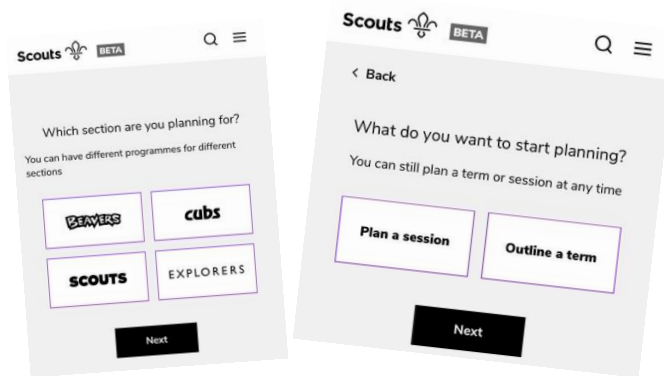 Scouts BETA
Which section are you planning for?
You can have different programmes for different
sections
BEAVERS
cubs
SCOUTS
EXPLORERS
Next
Scouts BETA
< Back
What do you want to start planning?
You can still plan a term or session at any time
Plan a session
Outline a term
Next